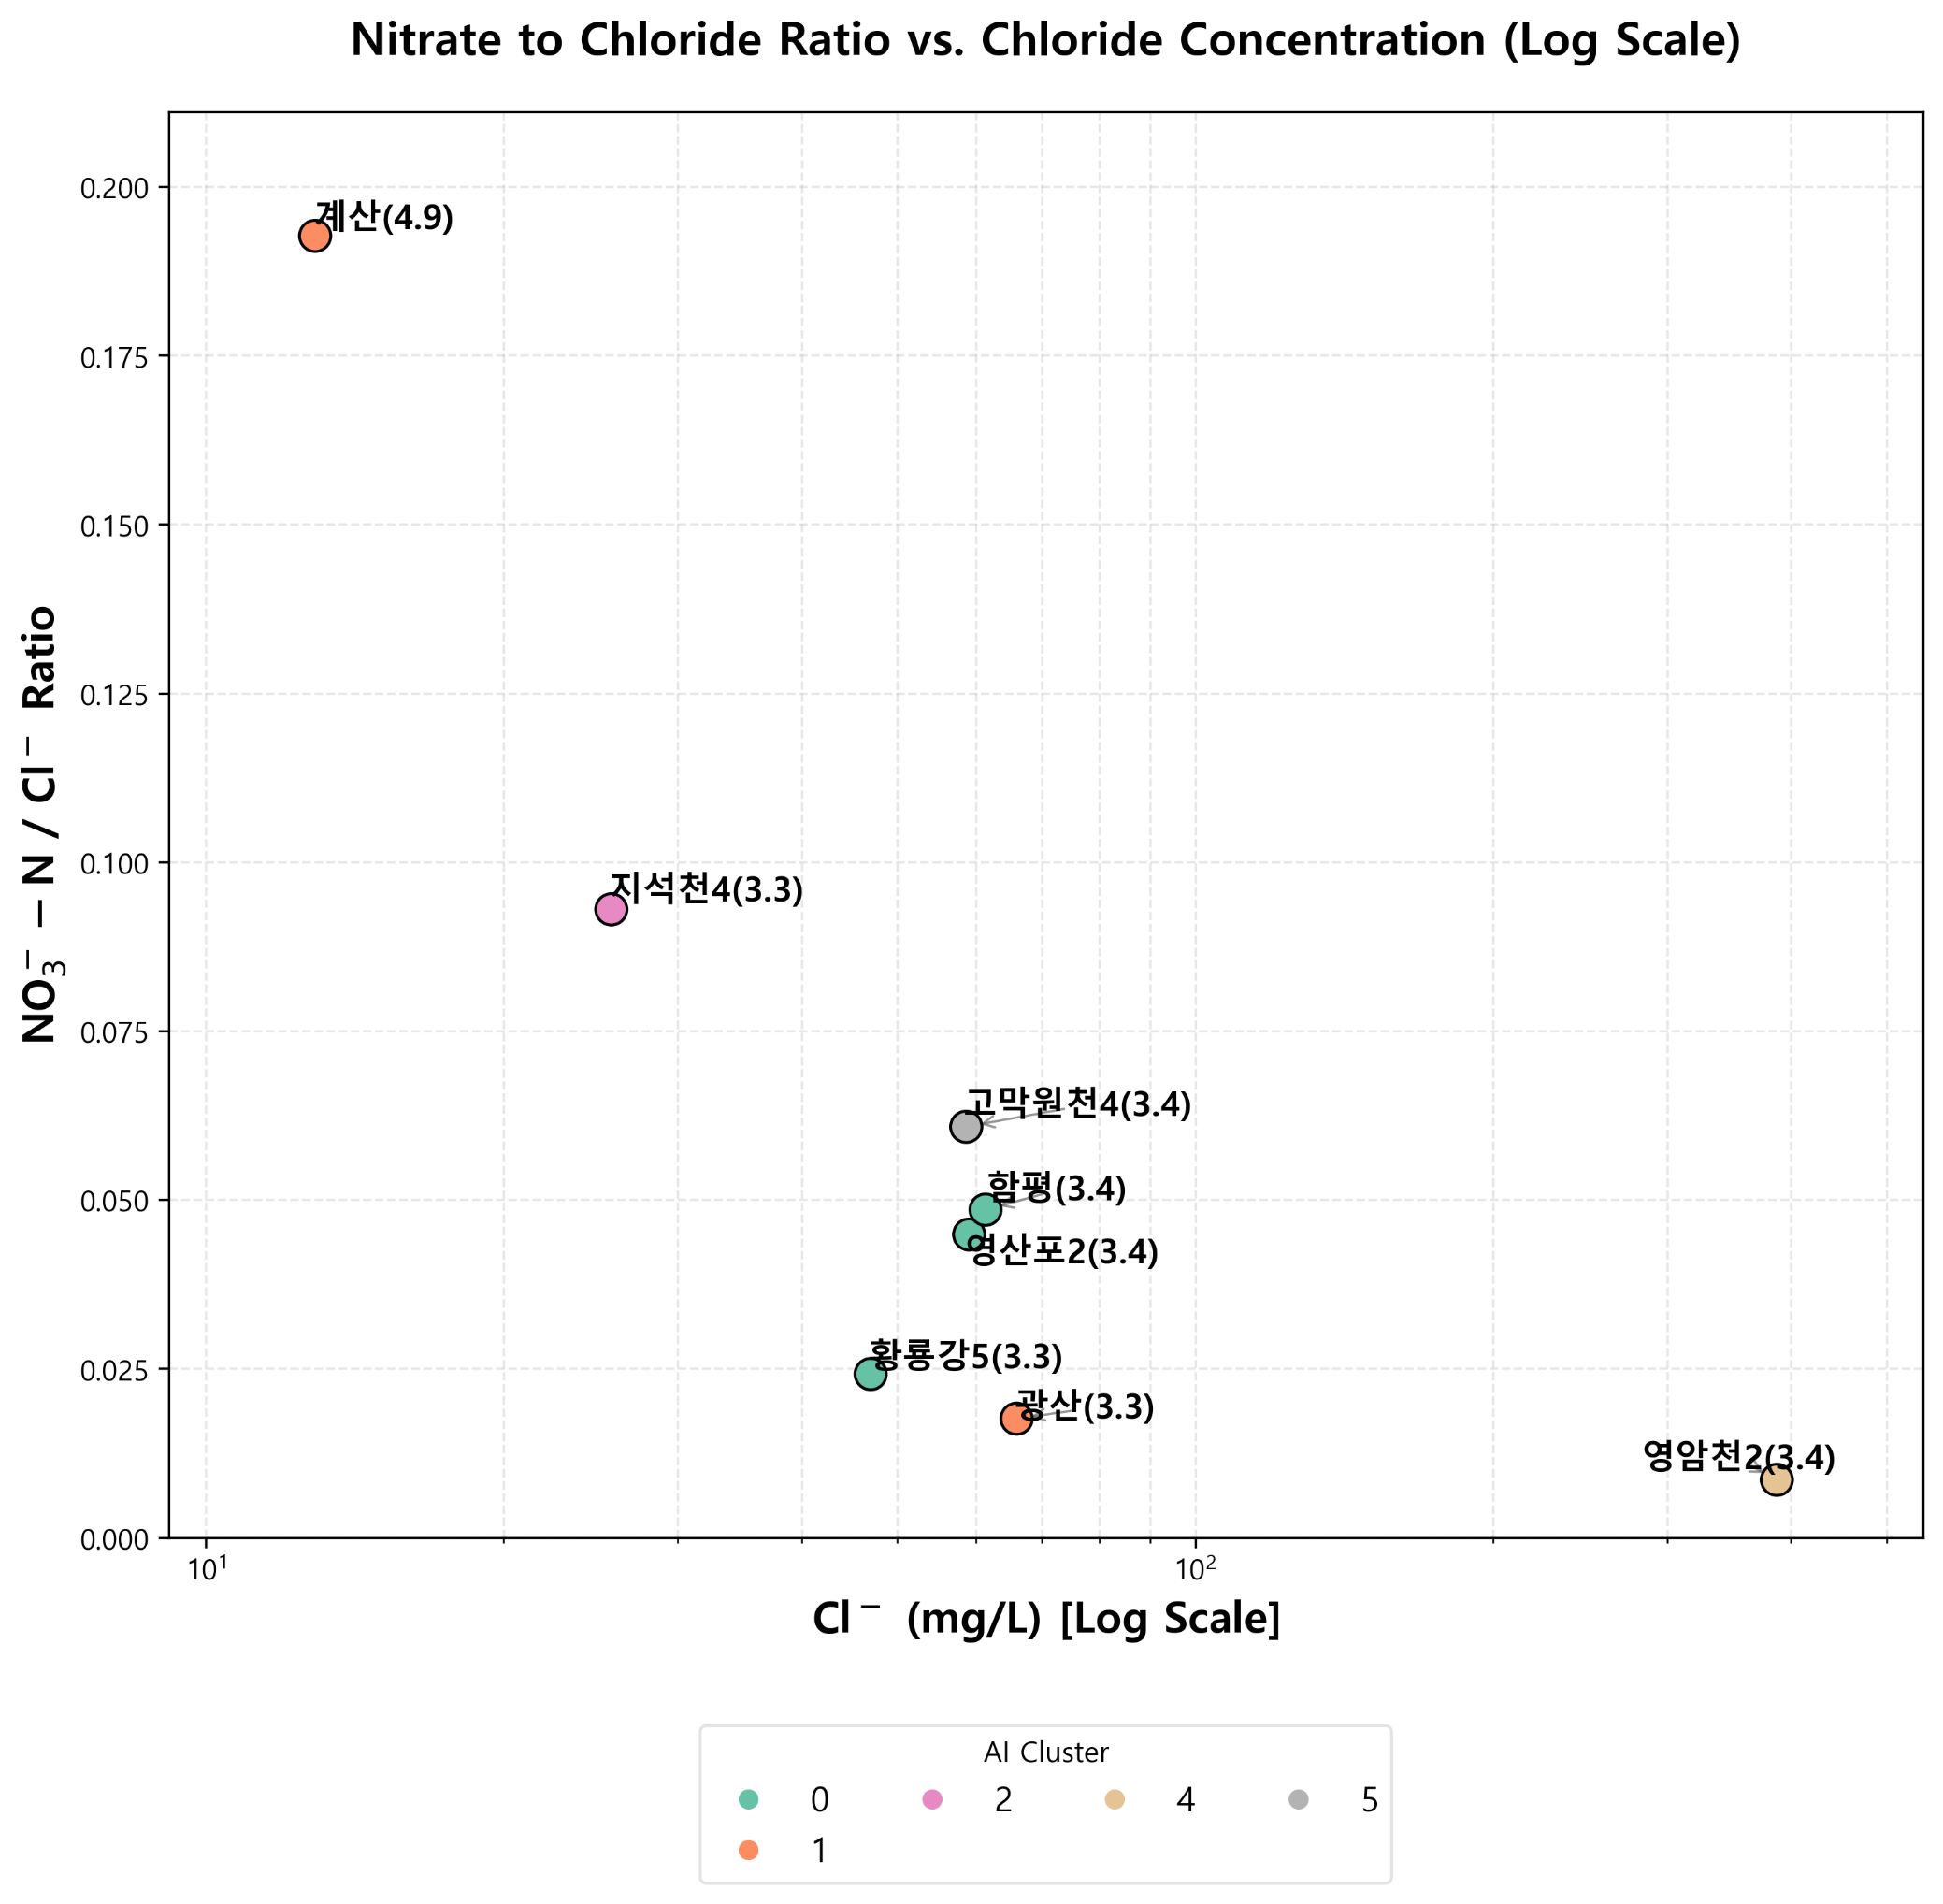 Nitrate to Chloride Ratio vs. Chloride Concentration (Log Scale)
NO₃⁻ − N / Cl⁻ Ratio
0.200
0.175
0.150
0.125
0.100
0.075
0.050
0.025
0.000
계산(4.9)
지석천4(3.3)
고막원천4(3.4)
함평(3.4)
영산포2(3.4)
황룡강5(3.3)
광산(3.3)
영암천2(3.4)
10¹
10²
Cl⁻ (mg/L) [Log Scale]
AI Cluster
0 2 4 5
1